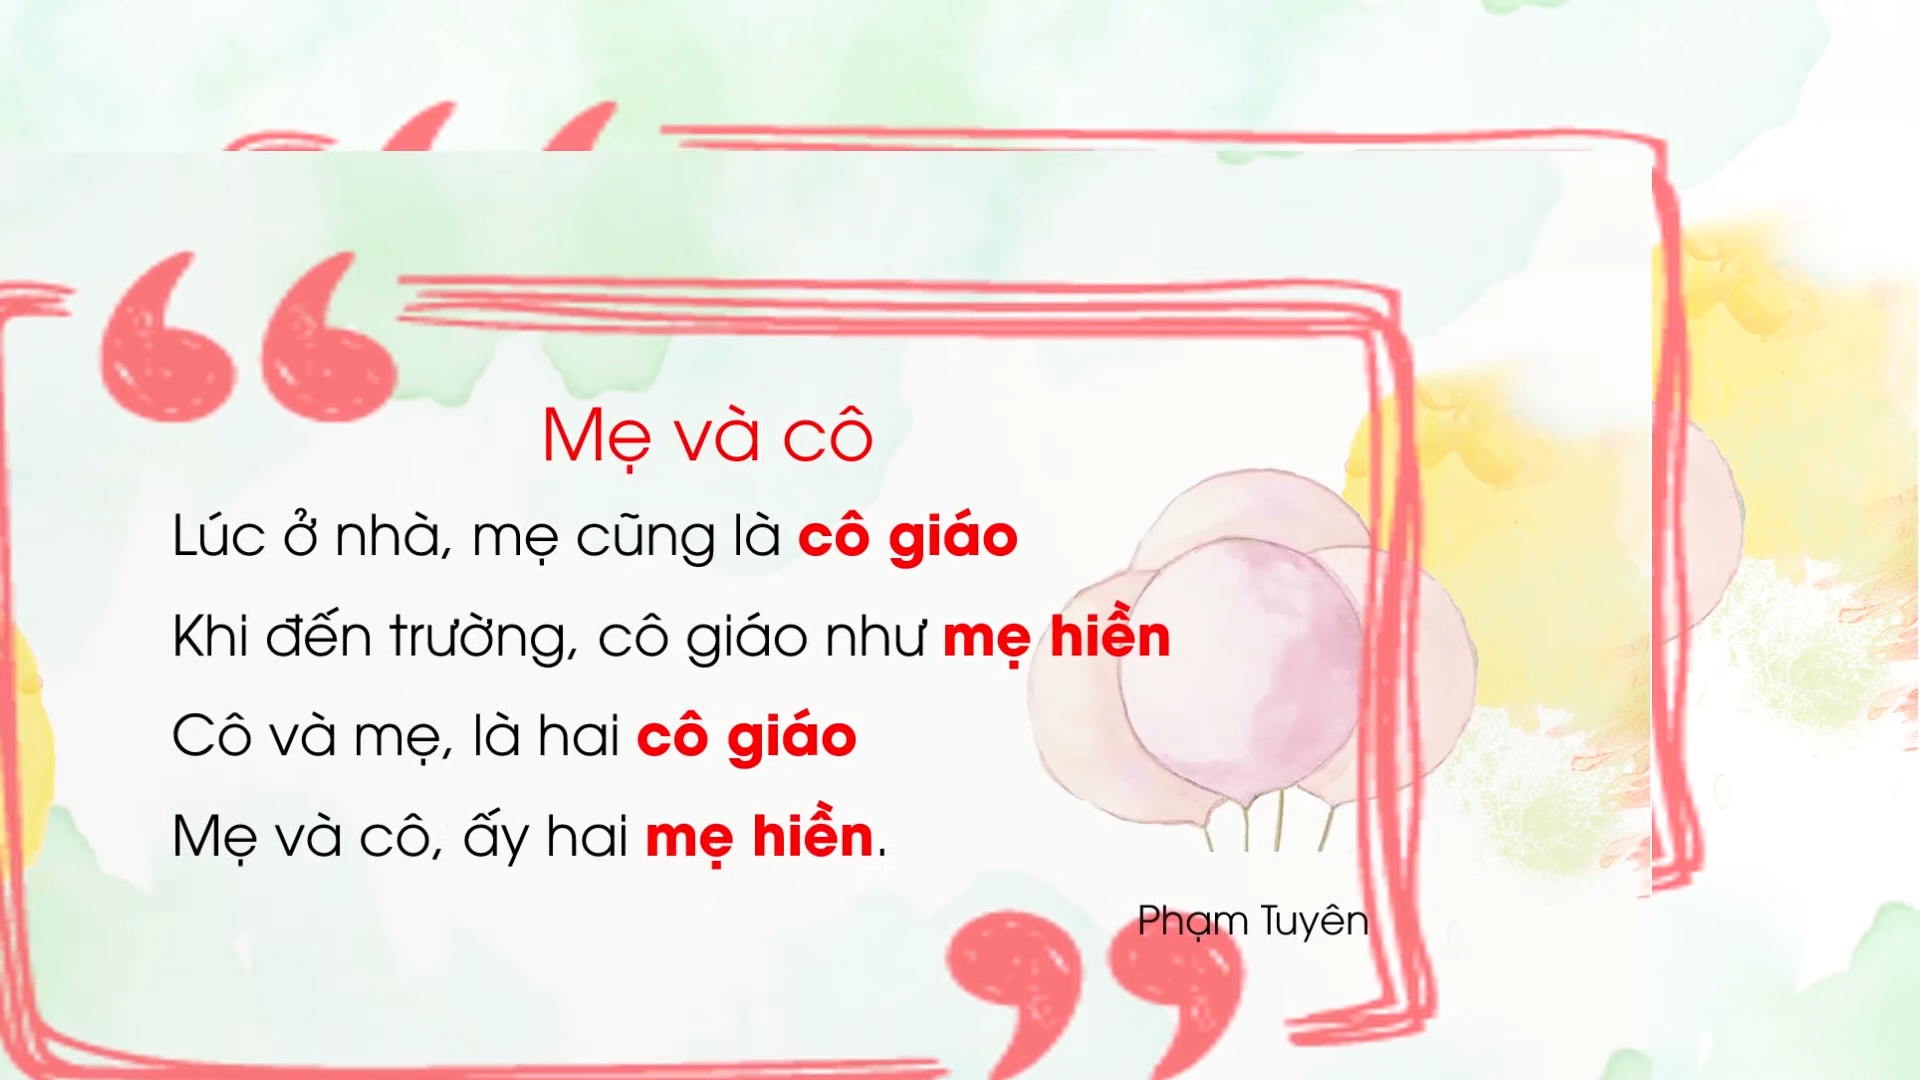 Mẹ và cô
Lúc ở nhà, mẹ cũng là cô giáo
Khi đến trường, cô giáo như mẹ hiền
Cô và mẹ, là hai cô giáo
Mẹ và cô, ấy hai mẹ hiền.
Phạm Tuyên